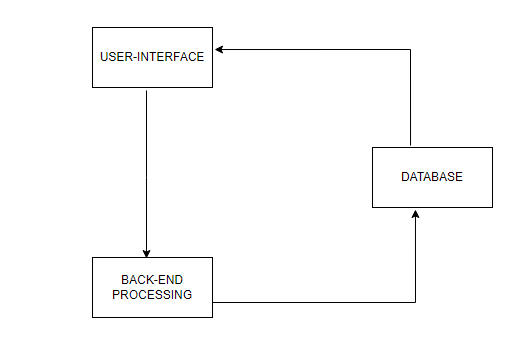 USER-INTERFACE
DATABASE
BACK-END
PROCESSING